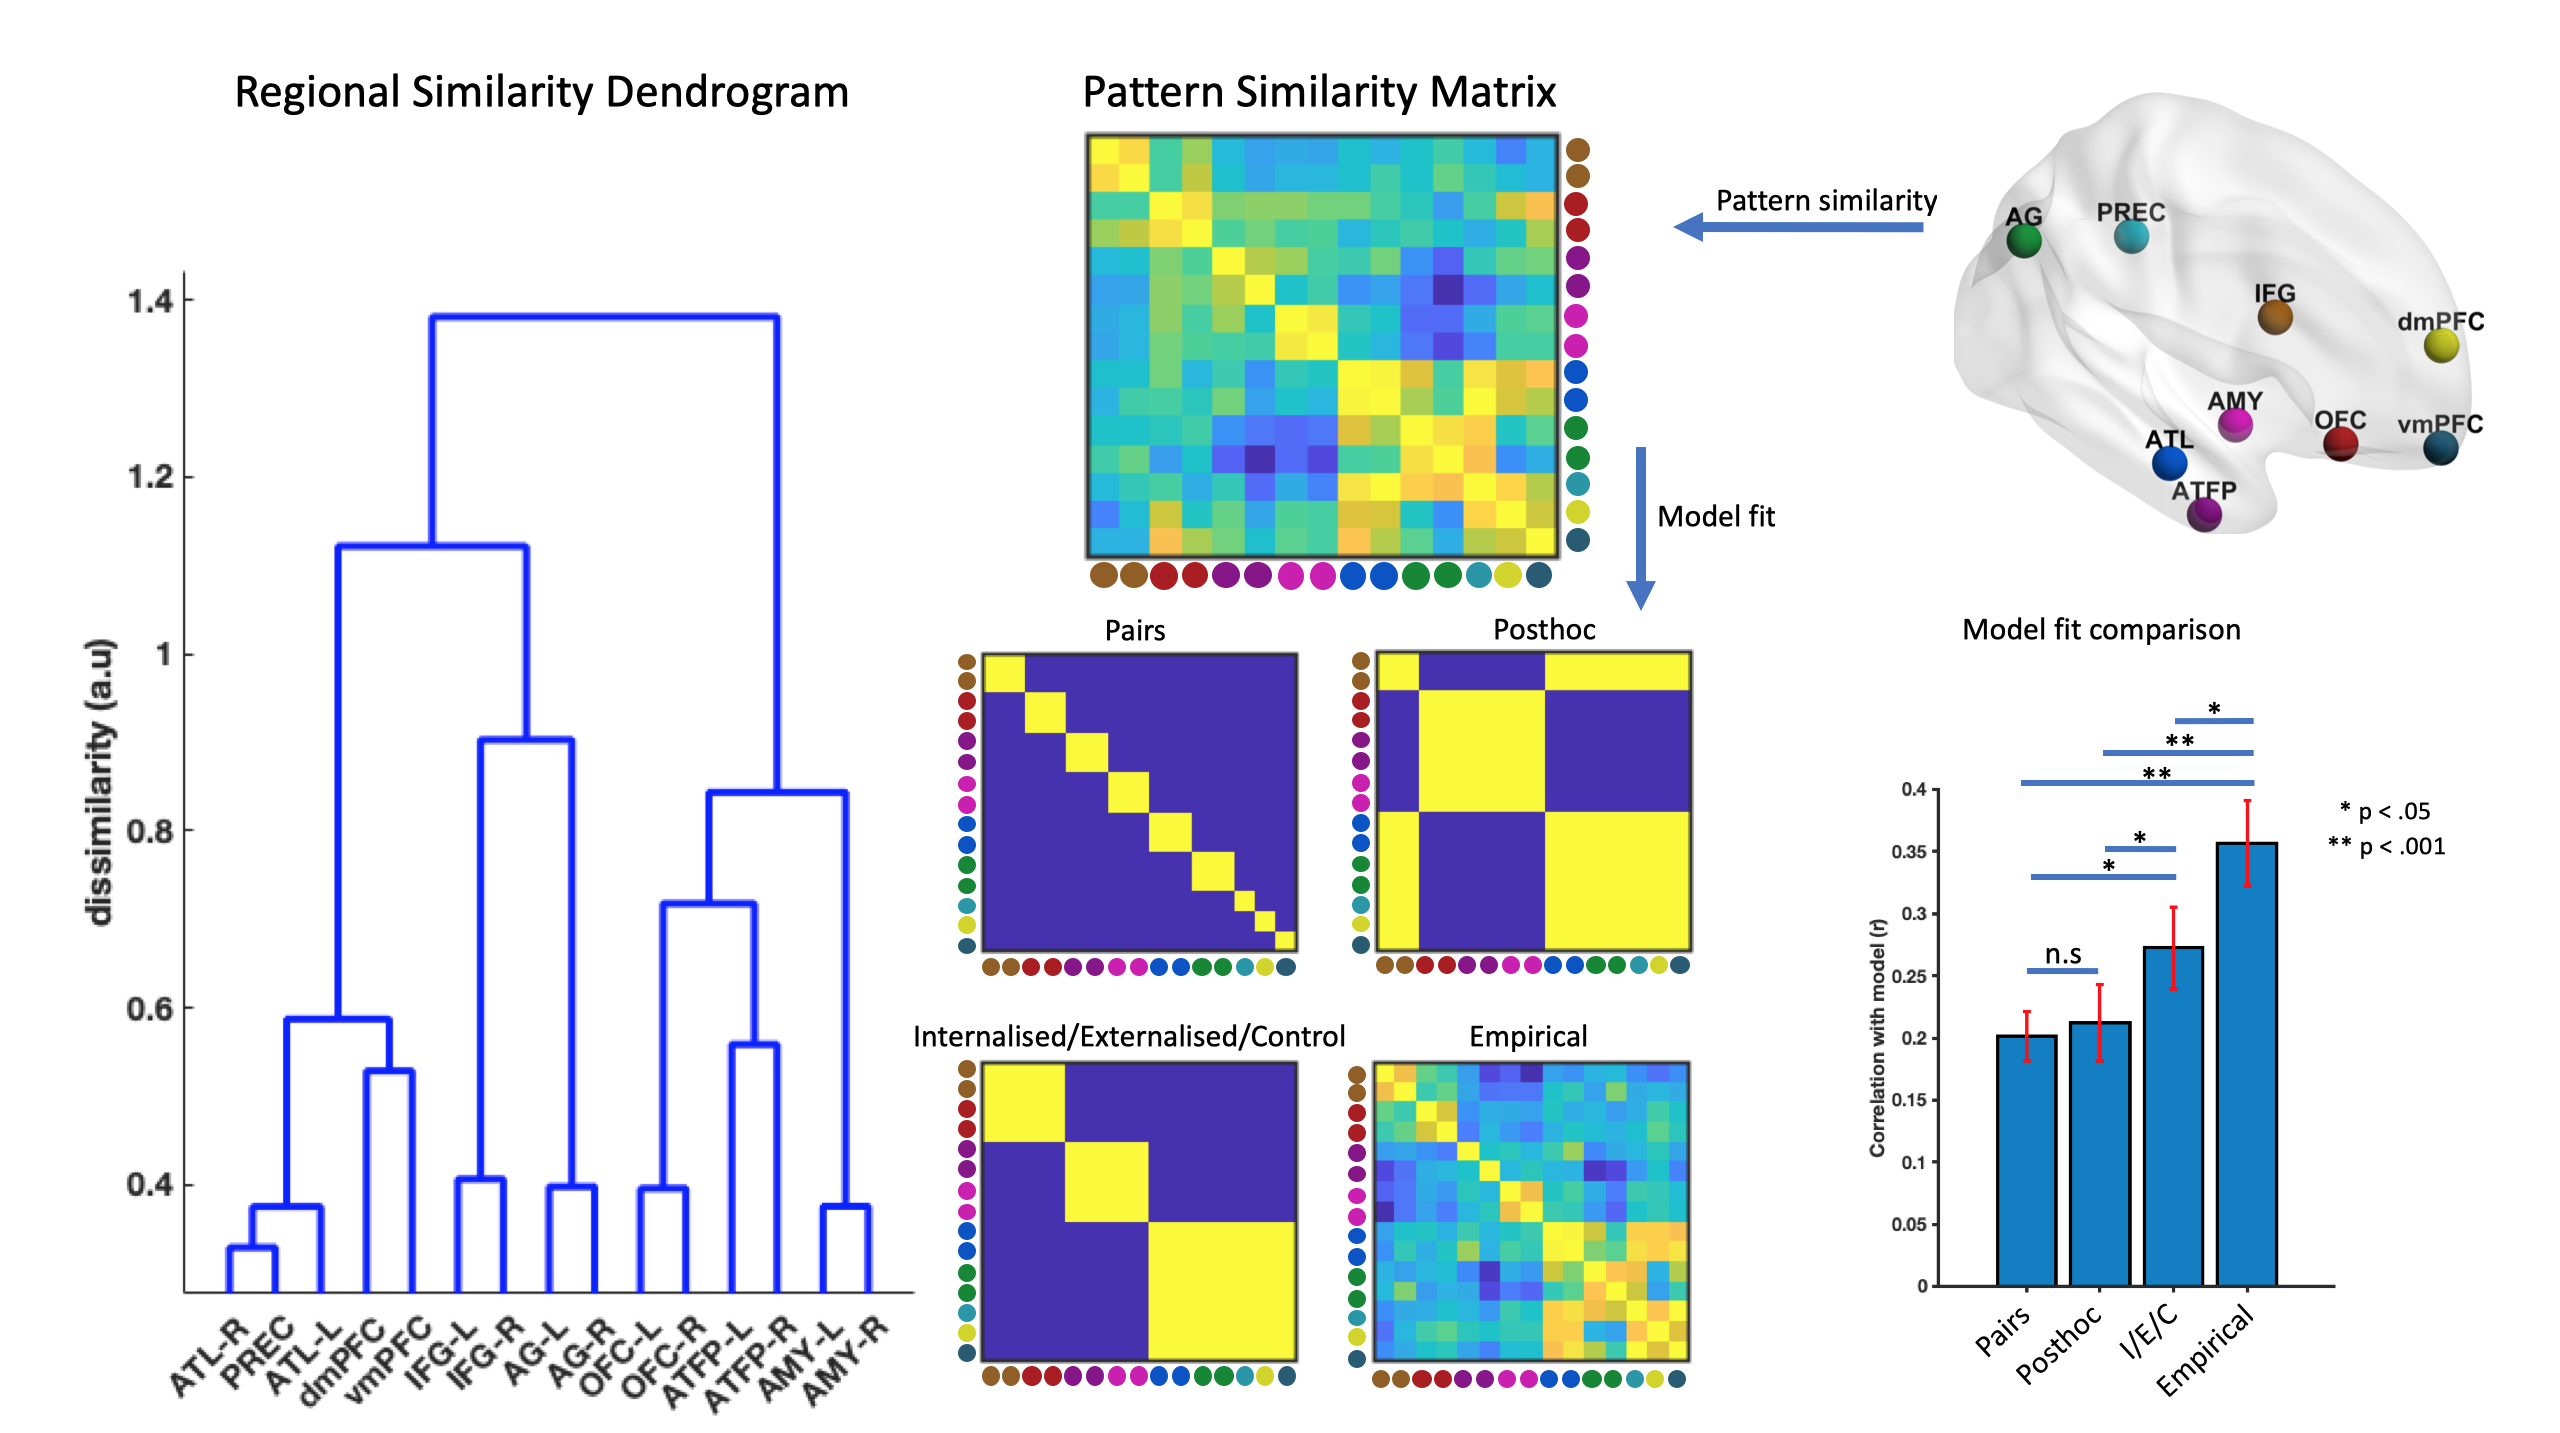 Regional Similarity Dendrogram
1.4
1.2
1
0.8
0.6
0.4
dissimilarity (a.u)
ATL-R
PREC
ATL-L
dmPFC
vmPFC
IFG-L
IFG-R
AG-L
AG-R
OFC-L
OFC-R
ATFP-L
ATFP-R
AMY-L
AMY-R
Pattern Similarity Matrix
Pattern similarity
Model fit
AG
PREC
IFG
dmPFC
AMY
OFC
vmPFC
ATL
ATFP
Pairs
Posthoc
Internalised/Externalised/Control
Empirical
Model fit comparison
*
**
**
*
*
n.s
* p < .05
** p < .001
0.4
0.35
0.3
0.25
0.2
0.15
0.1
0.05
0
Correlation with model (r)
Pairs
Posthoc
I/E/C
Empirical